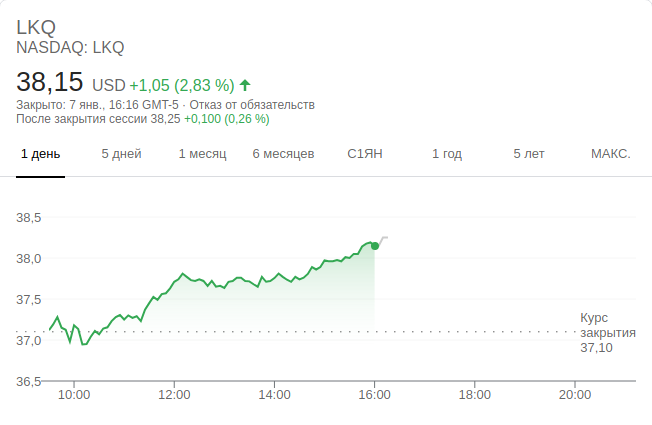 LKQ
NASDAQ: LKQ
38,15 USD +1,05 (2,83 %)
Закрыто: 7 янв., 16:16 GMT-5 · Отказ от обязательств
После закрытия сессии 38,25 +0,100 (0,26 %)
1 день 5 дней 1 месяц 6 месяцев С1ЯН 1 год 5 лет МАКС.
38,5
38,0
37,5
37,0
36,5
Курс
закрытия
37,10
10:00 12:00 14:00 16:00 18:00 20:00